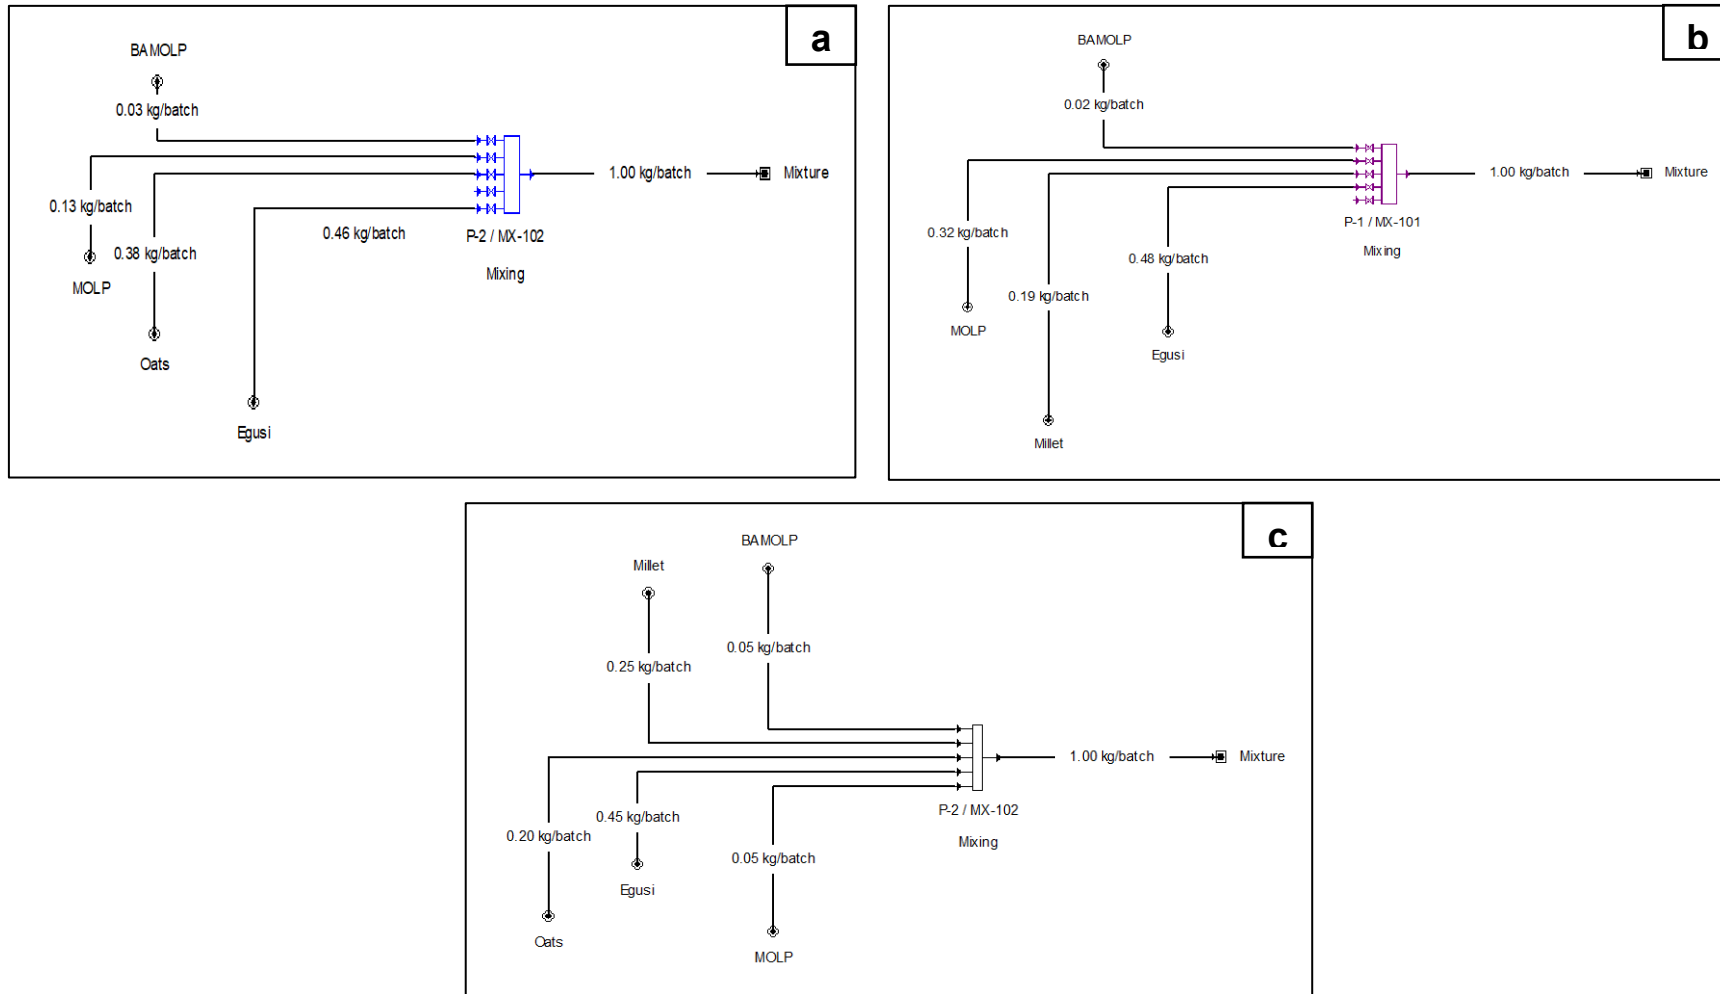 a
BAMOLP
0.03 kg/batch
1.00 kg/batch
Mixture
0.13 kg/batch
0.46 kg/batch
P-2 / MX-102
0.38 kg/batch
Mixing
MOLP
Oats
Egusi
b
BAMOLP
0.02 kg/batch
1.00 kg/batch
Mixture
P-1 / MX-101
0.32 kg/batch
Mixing
0.48 kg/batch
0.19 kg/batch
MOLP
Egusi
Millet
c
BAMOLP
Millet
0.05 kg/batch
0.25 kg/batch
1.00 kg/batch
Mixture
P-2 / MX-102
0.45 kg/batch
0.20 kg/batch
Mixing
0.05 kg/batch
Egusi
Oats
MOLP